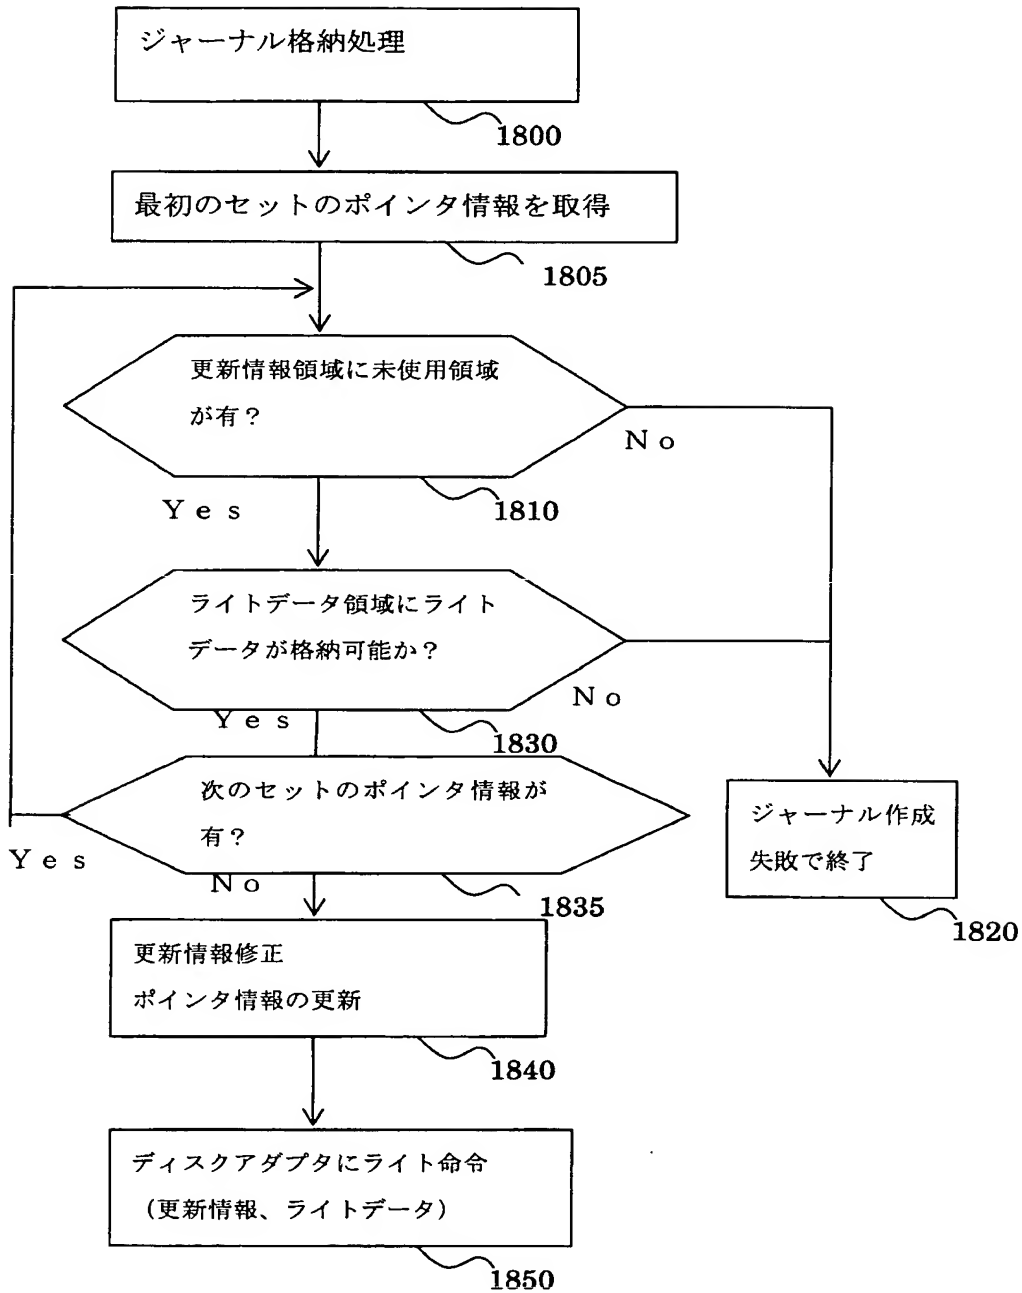 ジャーナル格納処理
1800
最初のセットのポインタ情報を取得
1805
更新情報領域に未使用領域
が有？
No
Yes
1810
ライトデータ領域にライト
データが格納可能か？
No
Yes
1830
次のセットのポインタ情報が
有？
Yes
No
1835
ジャーナル作成
失敗で終了
1820
更新情報修正
ポインタ情報の更新
1840
ディスクアダプタにライト命令
（更新情報、ライトデータ）
1850